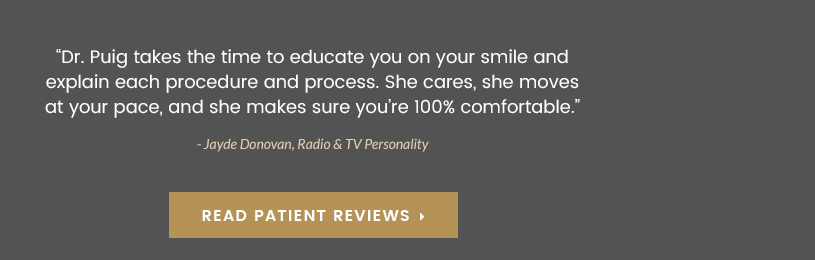 “Dr. Puig takes the time to educate you on your smile and
explain each procedure and process. She cares, she moves
at your pace, and she makes sure you’re 100% comfortable.”
- Jayde Donovan, Radio & TV Personality
READ PATIENT REVIEWS